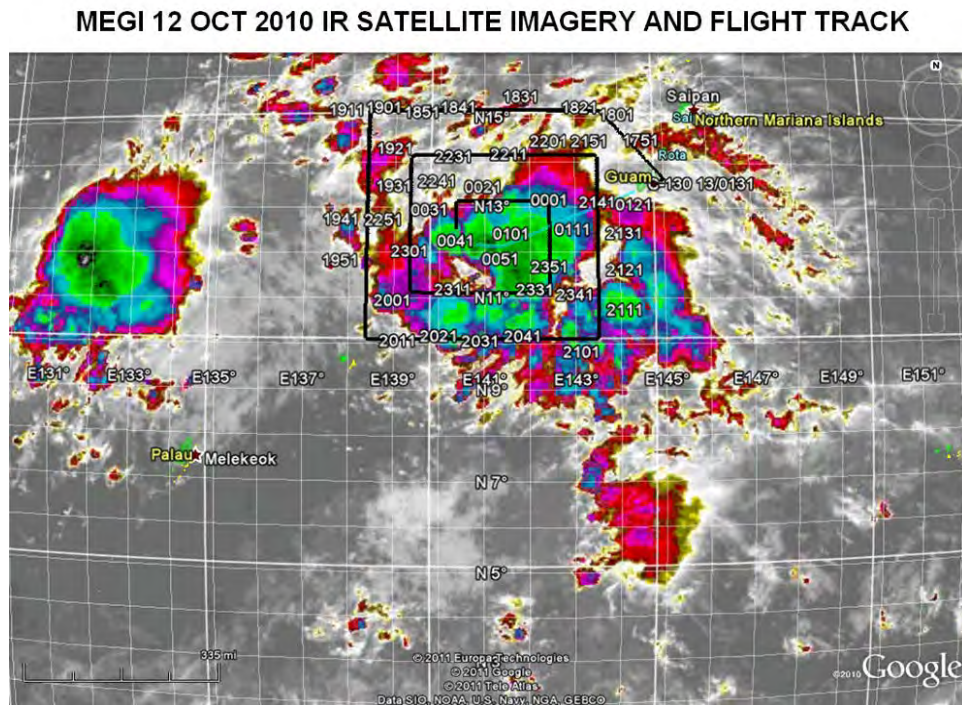 MEGI 12 OCT 2010 IR SATELLITE IMAGERY AND FLIGHT TRACK
N
1911 1901 1851 1841 1831 1821 1801 Saipan
N15° Sai Northern Mariana Islands
1921 2231 2211 2201 2151 1751 Rota
1931 2241 0021 Guam 130 13/0131
1941 2251 0031 N13° 0001 2141 0121
0041 0101 0111 2131
1951 2301 0051 2351 2121
2001 2311 N11° 2331 2341 2111
2011 2021 2031 2041 2101
E131° E133° E135° E137° E139° E141° E143° E145° E147° E149° E151°
N 9°
Palau Melekeok
N 7°
N 5°
335 mi
© 2011 Europa Technologies
© 2011 Google
© 2011 Tele Atlas
Data SIO, NOAA, U.S. Navy, NGA, GEBCO
©2010 Google